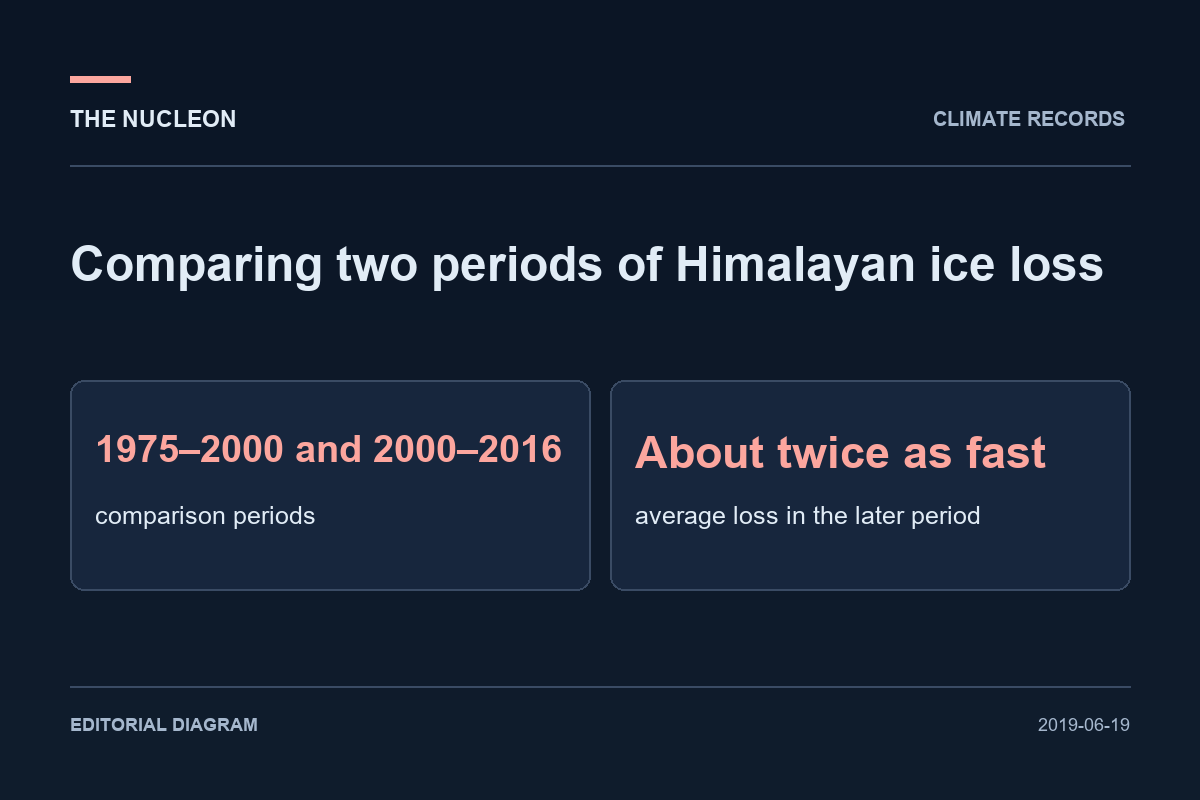 THE NUCLEON
CLIMATE RECORDS
Comparing two periods of Himalayan ice loss
1975–2000 and 2000–2016
comparison periods
About twice as fast
average loss in the later period
EDITORIAL DIAGRAM
2019-06-19